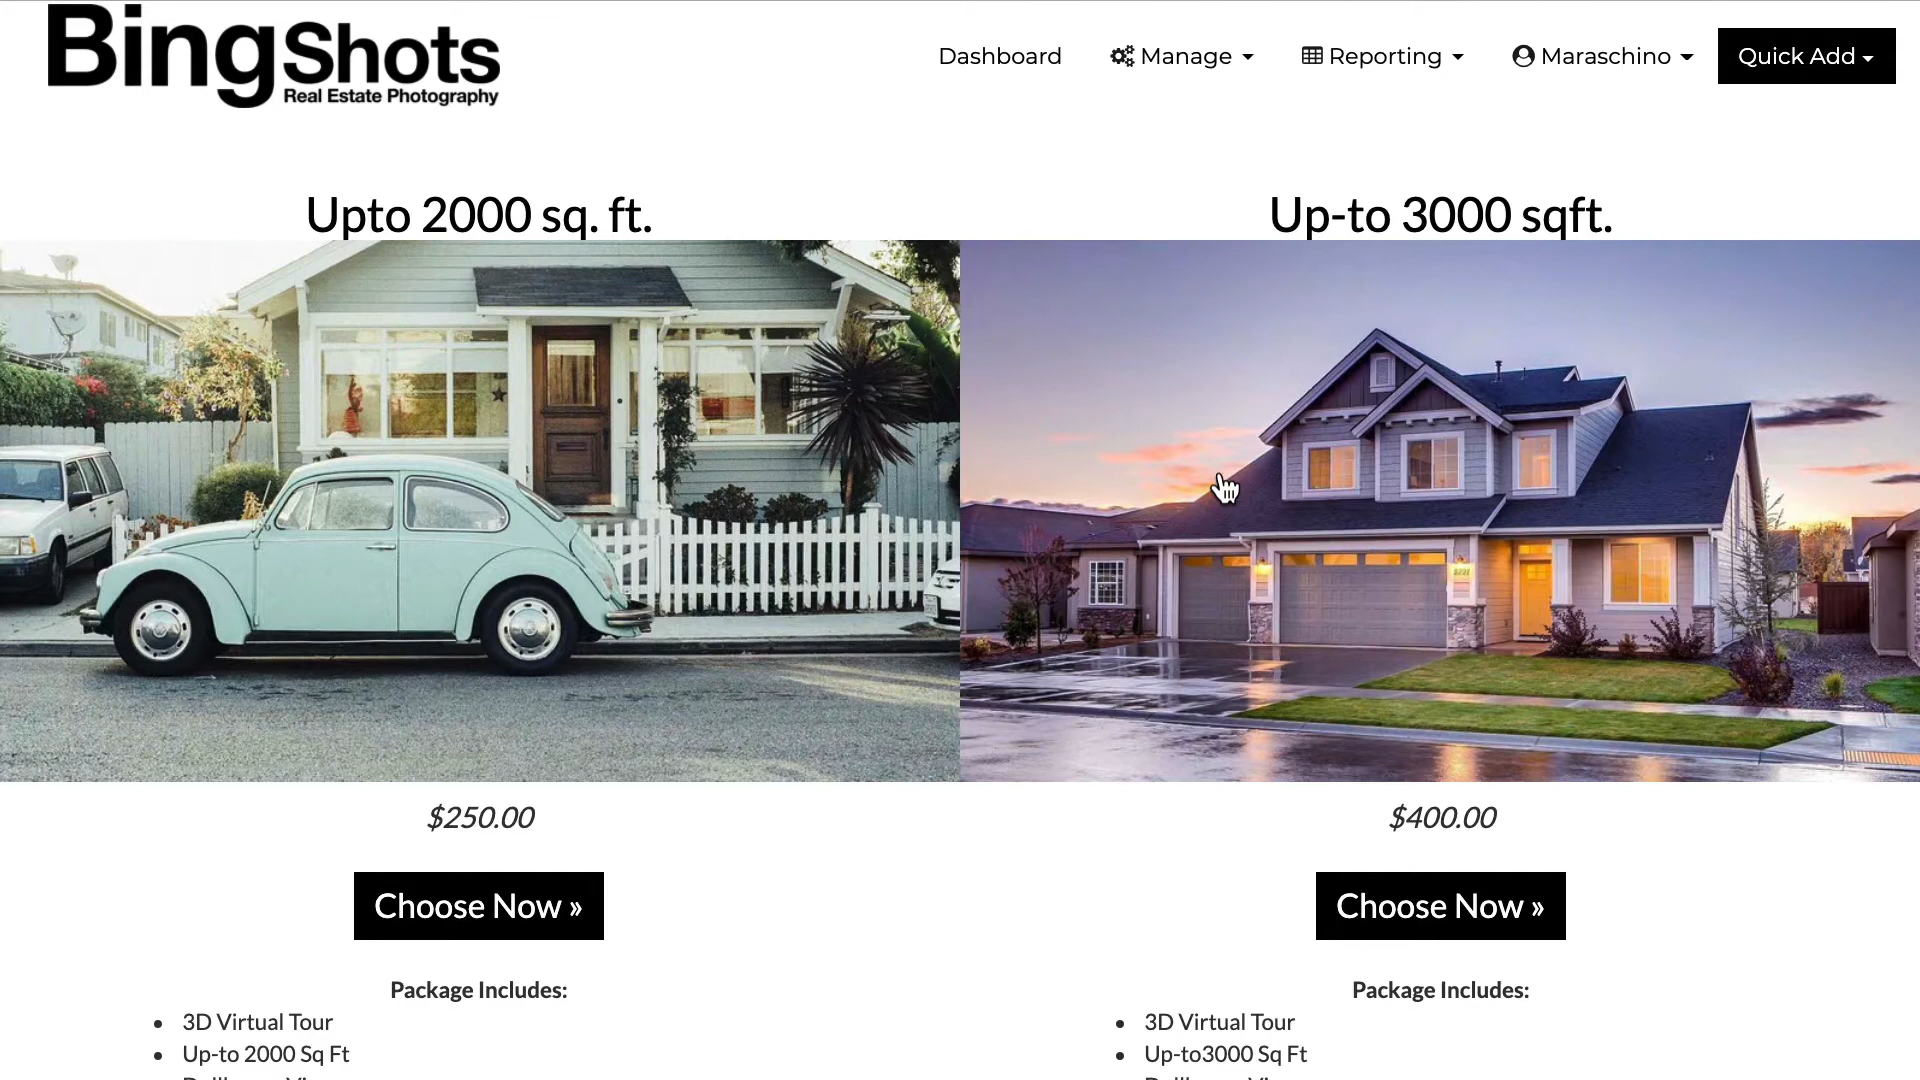 BingShots
Real Estate Photography
Dashboard
Manage
Reporting
Maraschino
Quick Add
Upto 2000 sq. ft.
Up-to 3000 sqft.
$250.00
$400.00
Choose Now »
Choose Now »
Package Includes:
Package Includes:
• 3D Virtual Tour
• 3D Virtual Tour
• Up-to 2000 Sq Ft
• Up-to3000 Sq Ft